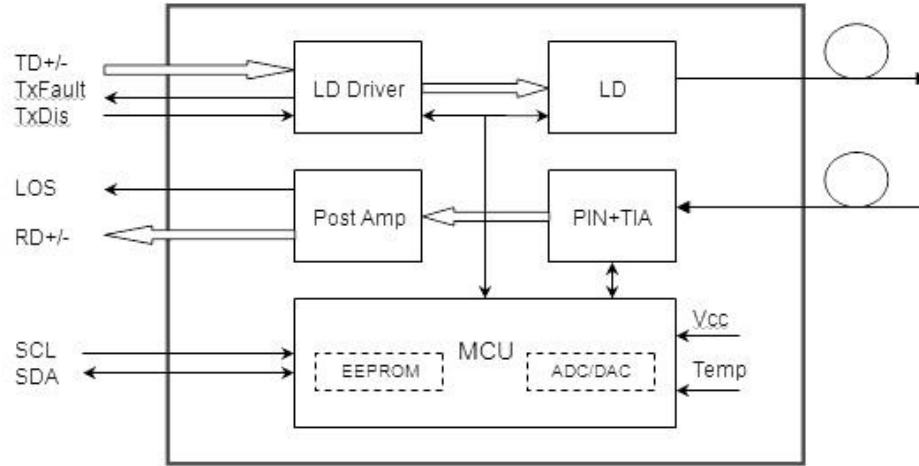 TD+/-
TxFault
TxDis
LD Driver
LD
LOS
RD+/-
Post Amp
PIN+TIA
SCL
SDA
MCU
EEPROM
ADC/DAC
Vcc
Temp